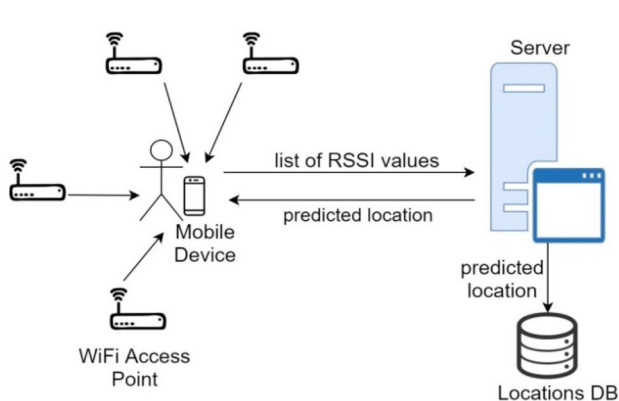 Server
list of RSSI values
predicted location
Mobile
Device
predicted
location
WiFi Access
Point
Locations DB